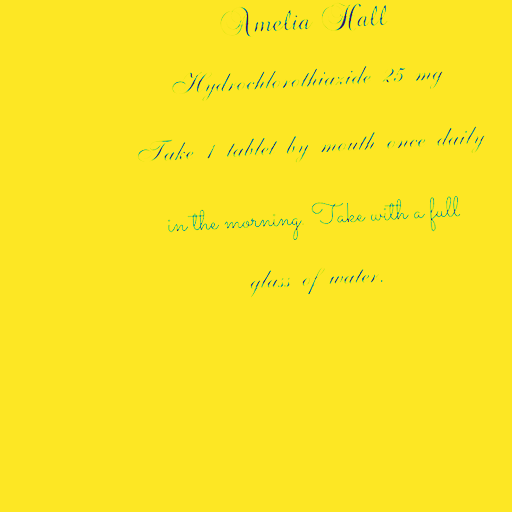 Amelia Hall
Hydrochlorothiazide 25 mg
Take 1 tablet by mouth once daily
in the morning Take with a full
glass of water.